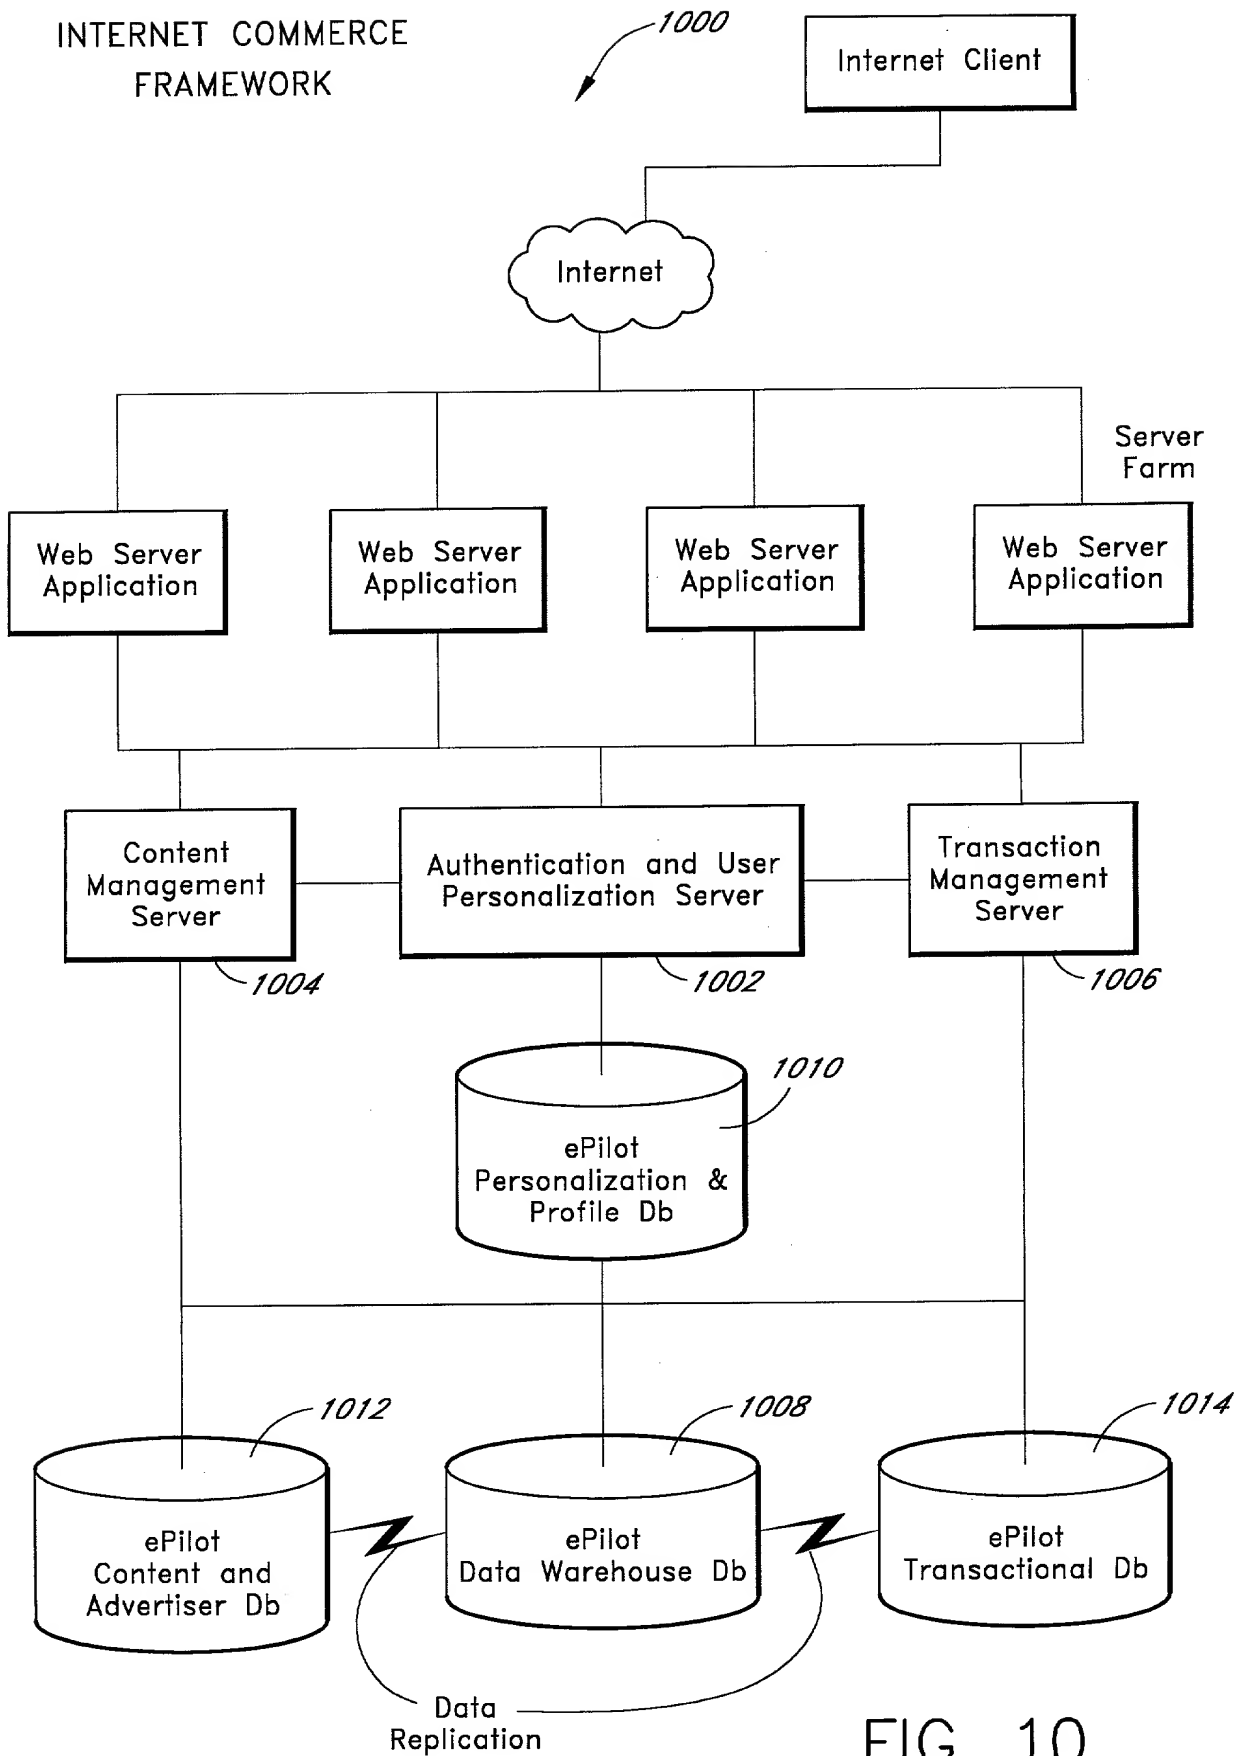 INTERNET COMMERCE
FRAMEWORK
1000
Internet Client
Internet
Server
Farm
Web Server
Application
Web Server
Application
Web Server
Application
Web Server
Application
Content
Management
Server
1004
Authentication and User
Personalization Server
1002
Transaction
Management
Server
1006
1010
ePilot
Personalization &
Profile Db
1012
1008
1014
ePilot
Content and
Advertiser Db
ePilot
Data Warehouse Db
ePilot
Transactional Db
Data
Replication
FIG. 10